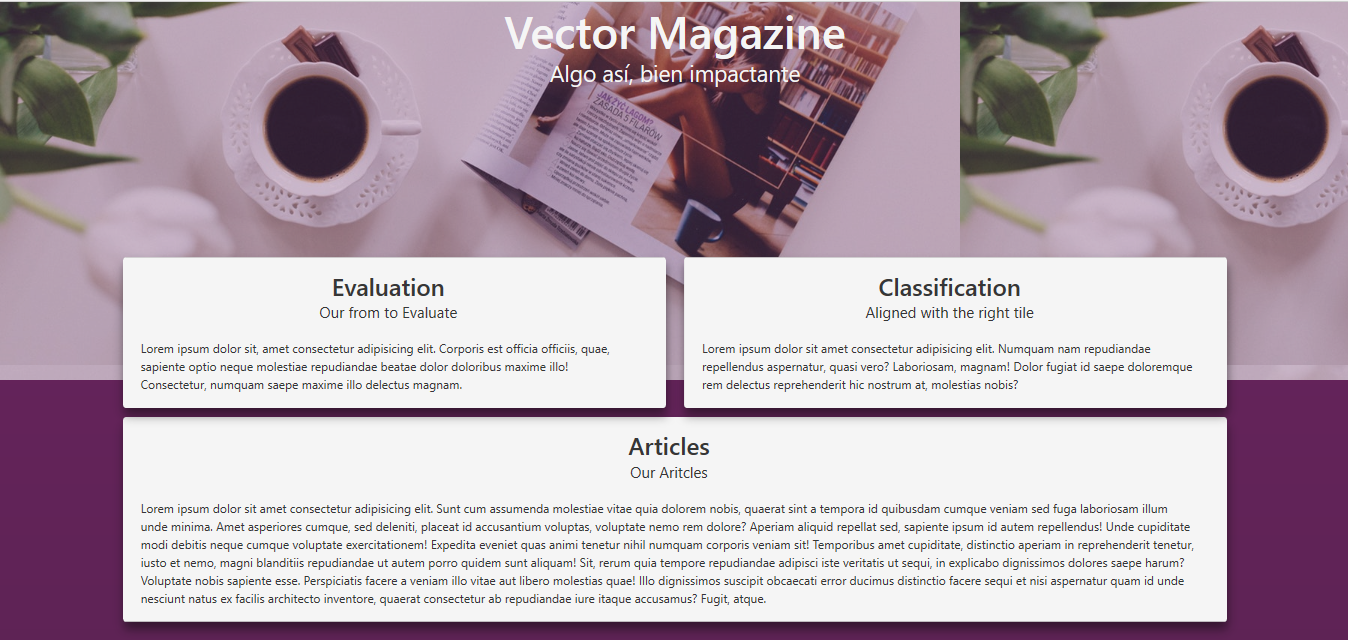 Vector Magazine
Algo así, bien impactante
JAK ŻYĆ ŁAGOM?
ZASADA 5 FILARÓW
Evaluation
Our from to Evaluate
Lorem ipsum dolor sit, amet consectetur adipisicing elit. Corporis est officia officiis, quae,
sapiente optio neque molestiae repudiandae beatae dolor doloribus maxime illo!
Consectetur, numquam saepe maxime illo delectus magnam.
Classification
Aligned with the right tile
Lorem ipsum dolor sit amet consectetur adipisicing elit. Numquam nam repudiandae
repellendus aspernatur, quasi vero? Laboriosam, magnam! Dolor fugiat id saepe doloremque
rem delectus reprehenderit hic nostrum at, molestias nobis?
Articles
Our Aritcles
Lorem ipsum dolor sit amet consectetur adipisicing elit. Sunt cum assumenda molestiae vitae quia dolorem nobis, quaerat sint a tempora id quibusdam cumque veniam sed fuga laboriosam illum
unde minima. Amet asperiores cumque, sed deleniti, placeat id accusantium voluptas, voluptate nemo rem dolore? Aperiam aliquid repellat sed, sapiente ipsum id autem repellendus! Unde cupiditate
modi debitis neque cumque voluptate exercitationem! Expedita eveniet quas animi tenetur nihil numquam corporis veniam sit! Temporibus amet cupiditate, distinctio aperiam in reprehenderit tenetur,
iusto et nemo, magni blanditiis repudiandae ut autem porro quidem sunt aliquam! Sit, rerum quia tempore repudiandae adipisci iste veritatis ut sequi, in explicabo dignissimos dolores saepe harum?
Voluptate nobis sapiente esse. Perspiciatis facere a veniam illo vitae aut libero molestias quae! Illo dignissimos suscipit obcaecati error ducimus distinctio facere sequi et nisi aspernatur quam id unde
nesciunt natus ex facilis architecto inventore, quaerat consectetur ab repudiandae iure itaque accusamus? Fugit, atque.